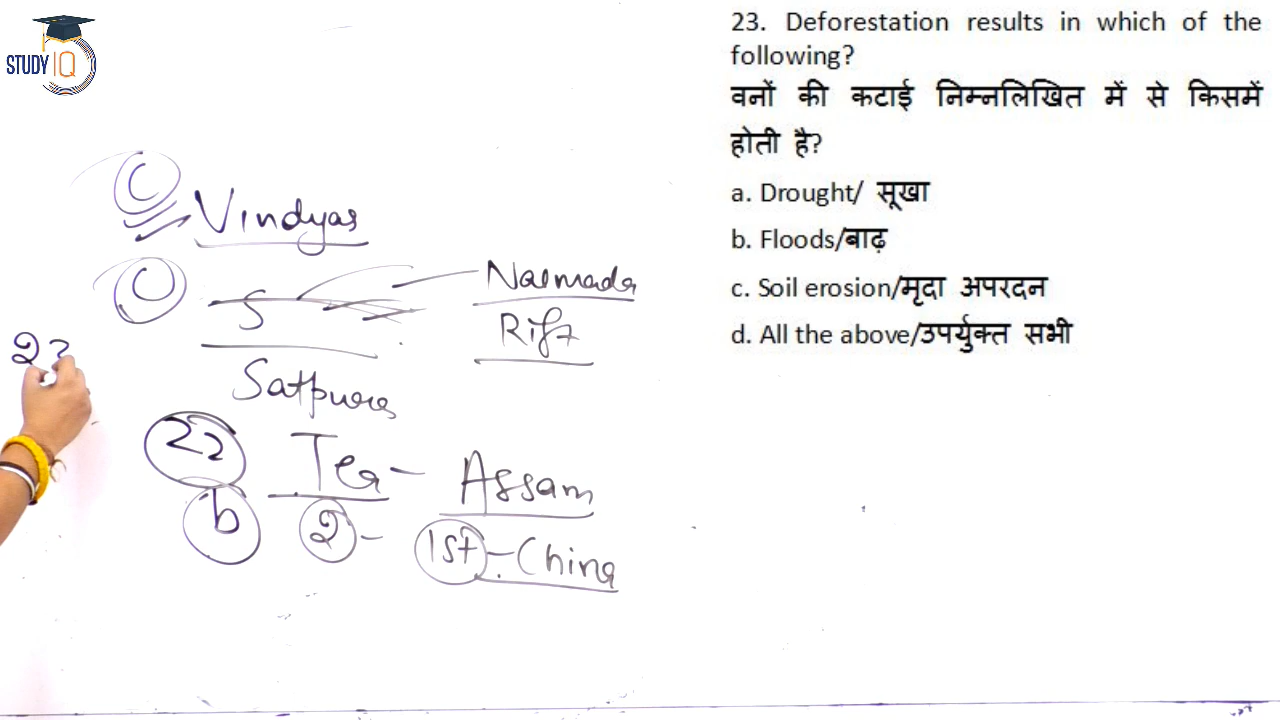 STUDY IQ
23. Deforestation results in which of the
following?
वनों की कटाई निम्नलिखित में से किसमें
होती है?
a. Drought/ सूखा
b. Floods/बाढ़
c. Soil erosion/मृदा अपरदन
d. All the above/उपर्युक्त सभी
C
Vindyas
C
S
Narmada
Rift
Satpura
23
22
Tea - Assam
b
2 - 1st - China